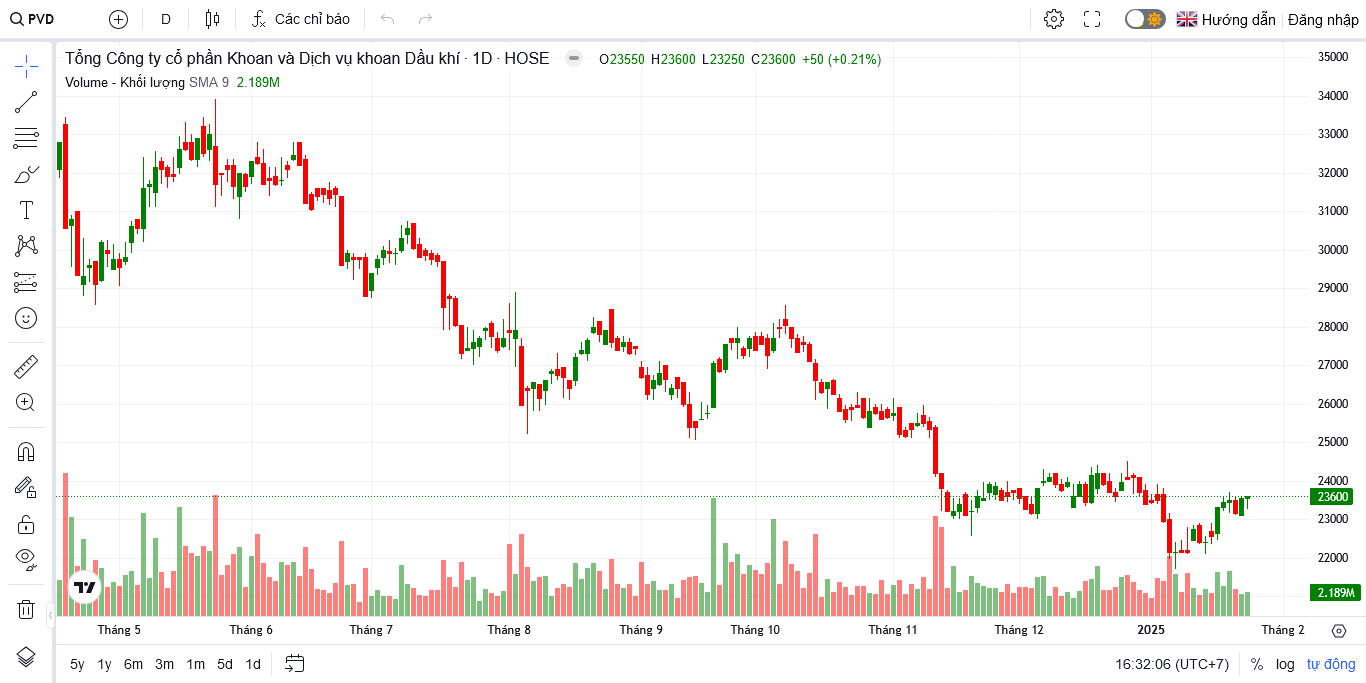 PVD D Các chỉ báo Hướng dẫn Đăng nhập
Tổng Công ty cổ phần Khoan và Dịch vụ khoan Dầu khí · 1D · HOSE O23550 H23600 L23250 C23600 +50 (+0.21%)
Volume - Khối lượng SMA 9 2.189M
35000
34000
33000
32000
31000
30000
29000
28000
27000
26000
25000
24000
23600
23000
22000
2.189M
Tháng 5 Tháng 6 Tháng 7 Tháng 8 Tháng 9 Tháng 10 Tháng 11 Tháng 12 2025 Tháng 2
5y 1y 6m 3m 1m 5d 1d 16:32:06 (UTC+7) % log tự động